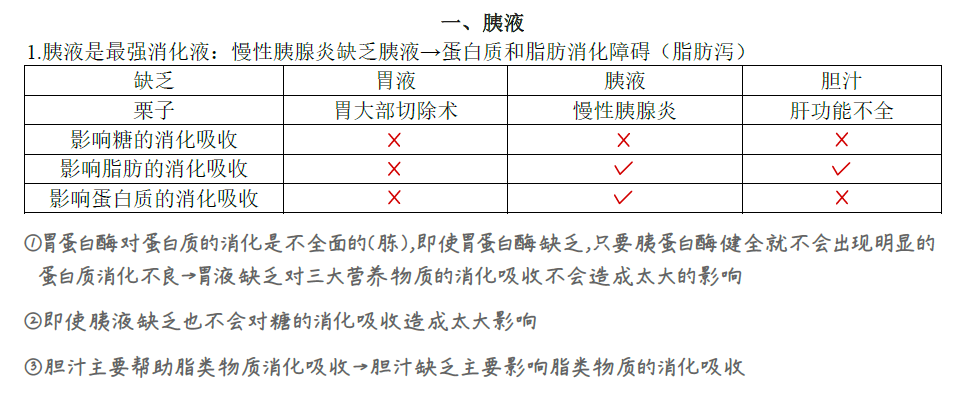 一、胰液
1.胰液是最强消化液：慢性胰腺炎缺乏胰液→蛋白质和脂肪消化障碍（脂肪泻）
缺乏 胃液 胰液 胆汁
栗子 胃大部切除术 慢性胰腺炎 肝功能不全
影响糖的消化吸收 × × ×
影响脂肪的消化吸收 × ✓ ✓
影响蛋白质的消化吸收 × ✓ ×
①胃蛋白酶对蛋白质的消化是不全面的(胨),即使胃蛋白酶缺乏,只要胰蛋白酶健全就不会出现明显的
蛋白质消化不良→胃液缺乏对三大营养物质的消化吸收不会造成太大的影响
②即使胰液缺乏也不会对糖的消化吸收造成太大影响
③胆汁主要帮助脂类物质消化吸收→胆汁缺乏主要影响脂类物质的消化吸收